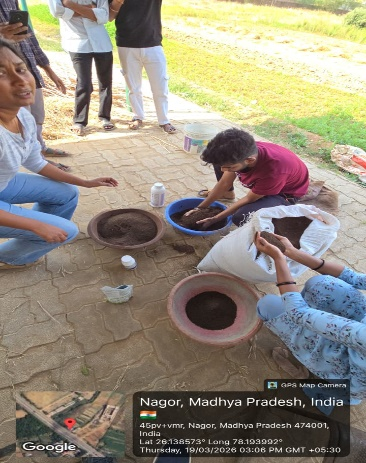 GPS Map Camera
Nagor, Madhya Pradesh, India
45pv+vmr, Nagor, Madhya Pradesh 474001,
India
Lat 26.138573° Long 78.193992°
Thursday, 19/03/2026 03:06 PM GMT +05:30
Google